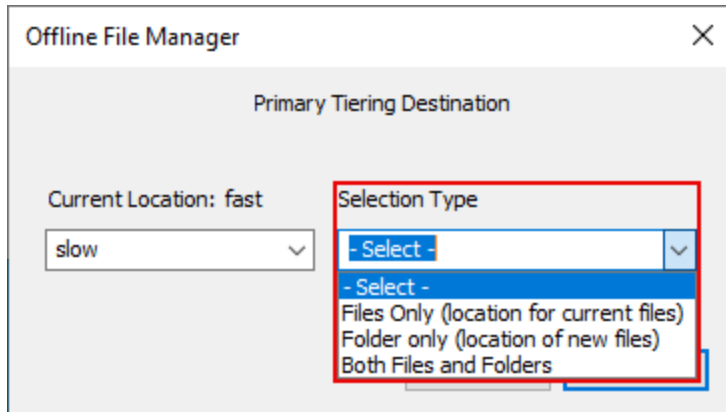 Offline File Manager
Primary Tiering Destination
Current Location: fast
Selection Type
slow
- Select -
- Select -
Files Only (location for current files)
Folder only (location of new files)
Both Files and Folders